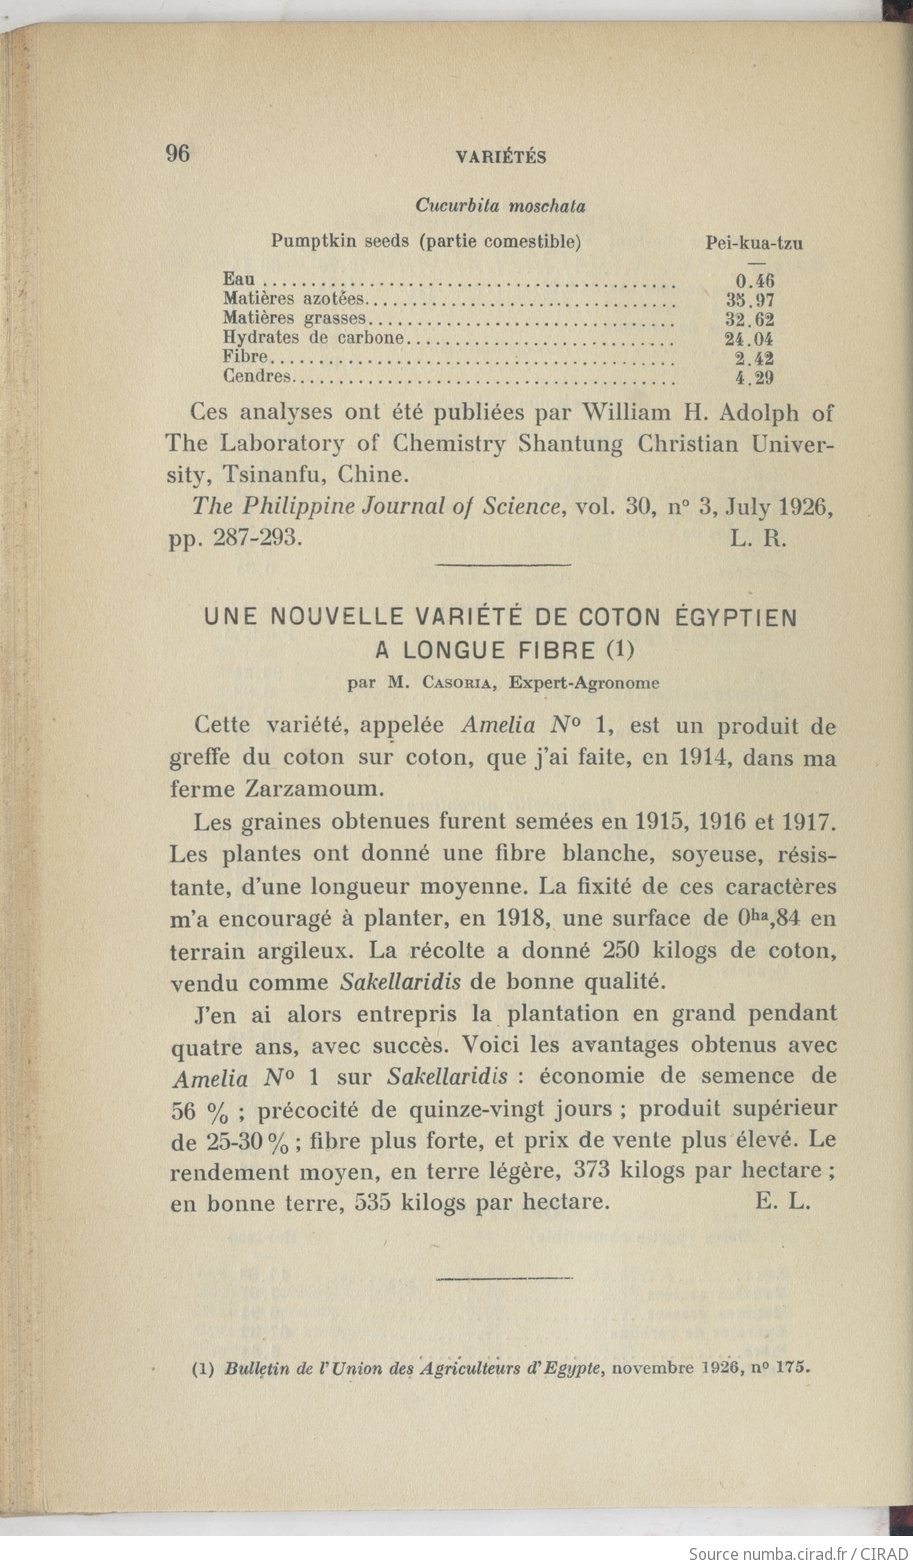 96 VARIÉTÉS
Cucurbita moschata
Pumptkin seeds (partie comestible) Pei-kua-tzu
Eau ........................................... 0.46
Matières azotées................................ 35.97
Matières grasses................................ 32.62
Hydrates de carbone............................ 24.04
Fibre.......................................... 2.42
Cendres........................................ 4.29
Ces analyses ont été publiées par William H. Adolph of
The Laboratory of Chemistry Shantung Christian Univer-
sity, Tsinanfu, Chine.
The Philippine Journal of Science, vol. 30, nº 3, July 1926,
pp. 287-293. L. R.
UNE NOUVELLE VARIÉTÉ DE COTON ÉGYPTIEN
A LONGUE FIBRE (1)
par M. CASORIA, Expert-Agronome
Cette variété, appelée Amelia Nº 1, est un produit de
greffe du coton sur coton, que j'ai faite, en 1914, dans ma
ferme Zarzamoum.
Les graines obtenues furent semées en 1915, 1916 et 1917.
Les plantes ont donné une fibre blanche, soyeuse, résis-
tante, d'une longueur moyenne. La fixité de ces caractères
m'a encouragé à planter, en 1918, une surface de 0ha,84 en
terrain argileux. La récolte a donné 250 kilogs de coton,
vendu comme Sakellaridis de bonne qualité.
J'en ai alors entrepris la plantation en grand pendant
quatre ans, avec succès. Voici les avantages obtenus avec
Amelia Nº 1 sur Sakellaridis : économie de semence de
56 % ; précocité de quinze-vingt jours ; produit supérieur
de 25-30 % ; fibre plus forte, et prix de vente plus élevé. Le
rendement moyen, en terre légère, 373 kilogs par hectare ;
en bonne terre, 535 kilogs par hectare. E. L.
(1) Bulletin de l'Union des Agriculteurs d'Egypte, novembre 1926, nº 175.
Source numba.cirad.fr / CIRAD